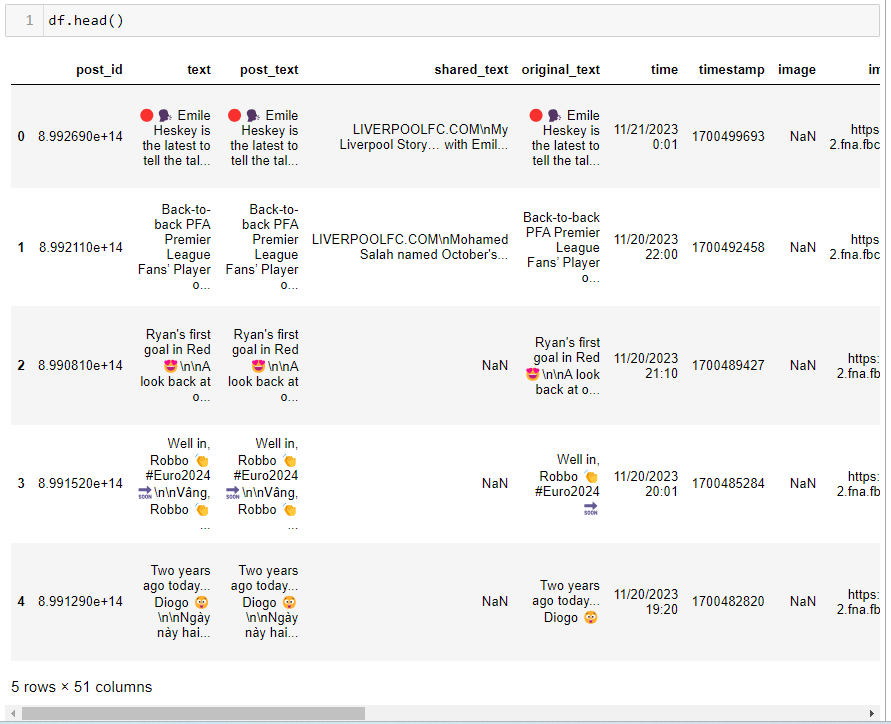 1 df.head()
post_id text post_text shared_text original_text time timestamp image im
0 8.992690e+14 🔴 🗣️ Emile Heskey is the latest to tell the tal... 🔴 🗣️ Emile Heskey is the latest to tell the tal... LIVERPOOLFC.COM\nMy Liverpool Story… with Emil... 🔴 🗣️ Emile Heskey is the latest to tell the tal... 11/21/2023 0:01 1700499693 NaN https 2.fna.fbc
1 8.992110e+14 Back-to-back PFA Premier League Fans’ Player o... Back-to-back PFA Premier League Fans’ Player o... LIVERPOOLFC.COM\nMohamed Salah named October's... Back-to-back PFA Premier League Fans’ Player o... 11/20/2023 22:00 1700492458 NaN https 2.fna.fbc
2 8.990810e+14 Ryan’s first goal in Red 😍\n\nA look back at o... Ryan’s first goal in Red 😍\n\nA look back at o... NaN Ryan’s first goal in Red 😍\n\nA look back at o... 11/20/2023 21:10 1700489427 NaN https: 2.fna.fb
3 8.991520e+14 Well in, Robbo 👏 #Euro2024 🔜\n\nVâng, Robbo 👏 ... Well in, Robbo 👏 #Euro2024 🔜\n\nVâng, Robbo 👏 ... NaN Well in, Robbo 👏 #Euro2024 🔜 11/20/2023 20:01 1700485284 NaN https: 2.fna.fb
4 8.991290e+14 Two years ago today... Diogo 😳 \n\nNgày này hai... Two years ago today... Diogo 😳 \n\nNgày này hai... NaN Two years ago today... Diogo 😳 11/20/2023 19:20 1700482820 NaN https: 2.fna.fb
5 rows × 51 columns